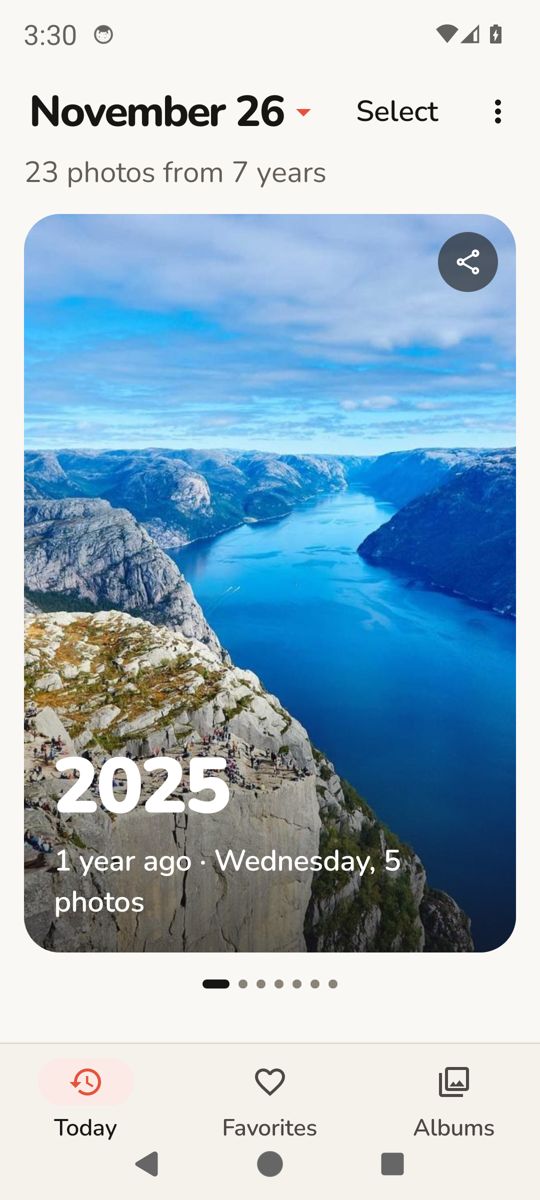 3:30
November 26
Select
23 photos from 7 years
2025
1 year ago · Wednesday, 5
photos
Today
Favorites
Albums